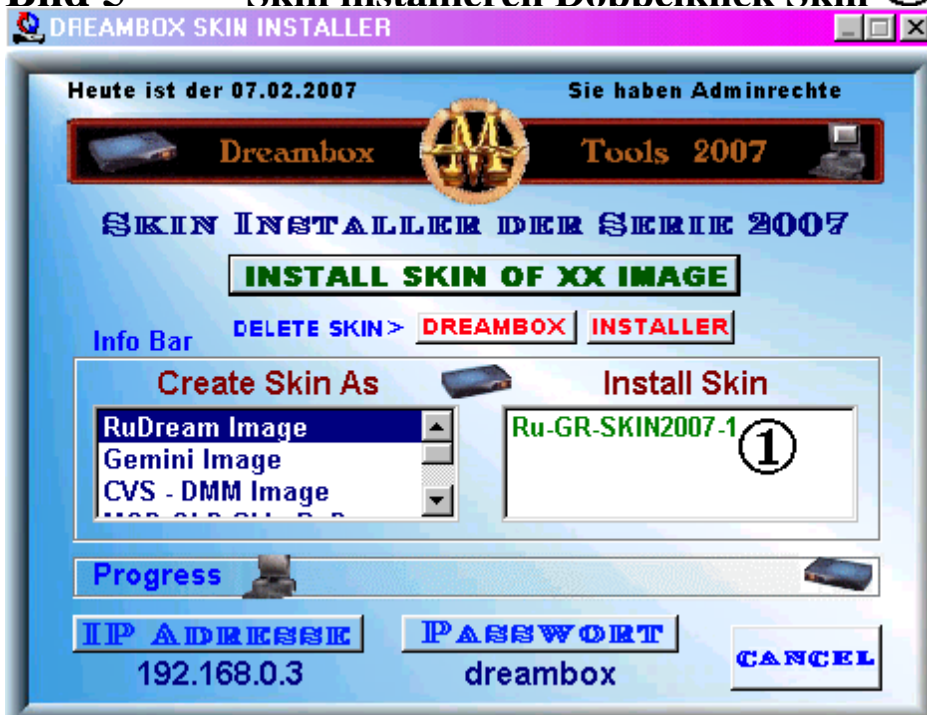 DREAMBOX SKIN INSTALLER
Heute ist der 07.02.2007 Sie haben Adminrechte
Dreambox M Tools 2007
Skin Installer der Serie 2007
INSTALL SKIN OF XX IMAGE
Info Bar DELETE SKIN> DREAMBOX INSTALLER
Create Skin As Install Skin
RuDream Image Ru-GR-SKIN2007-1 ①
Gemini Image
CVS - DMM Image
Progress
IP Adresse Passwort
192.168.0.3 dreambox
CANCEL